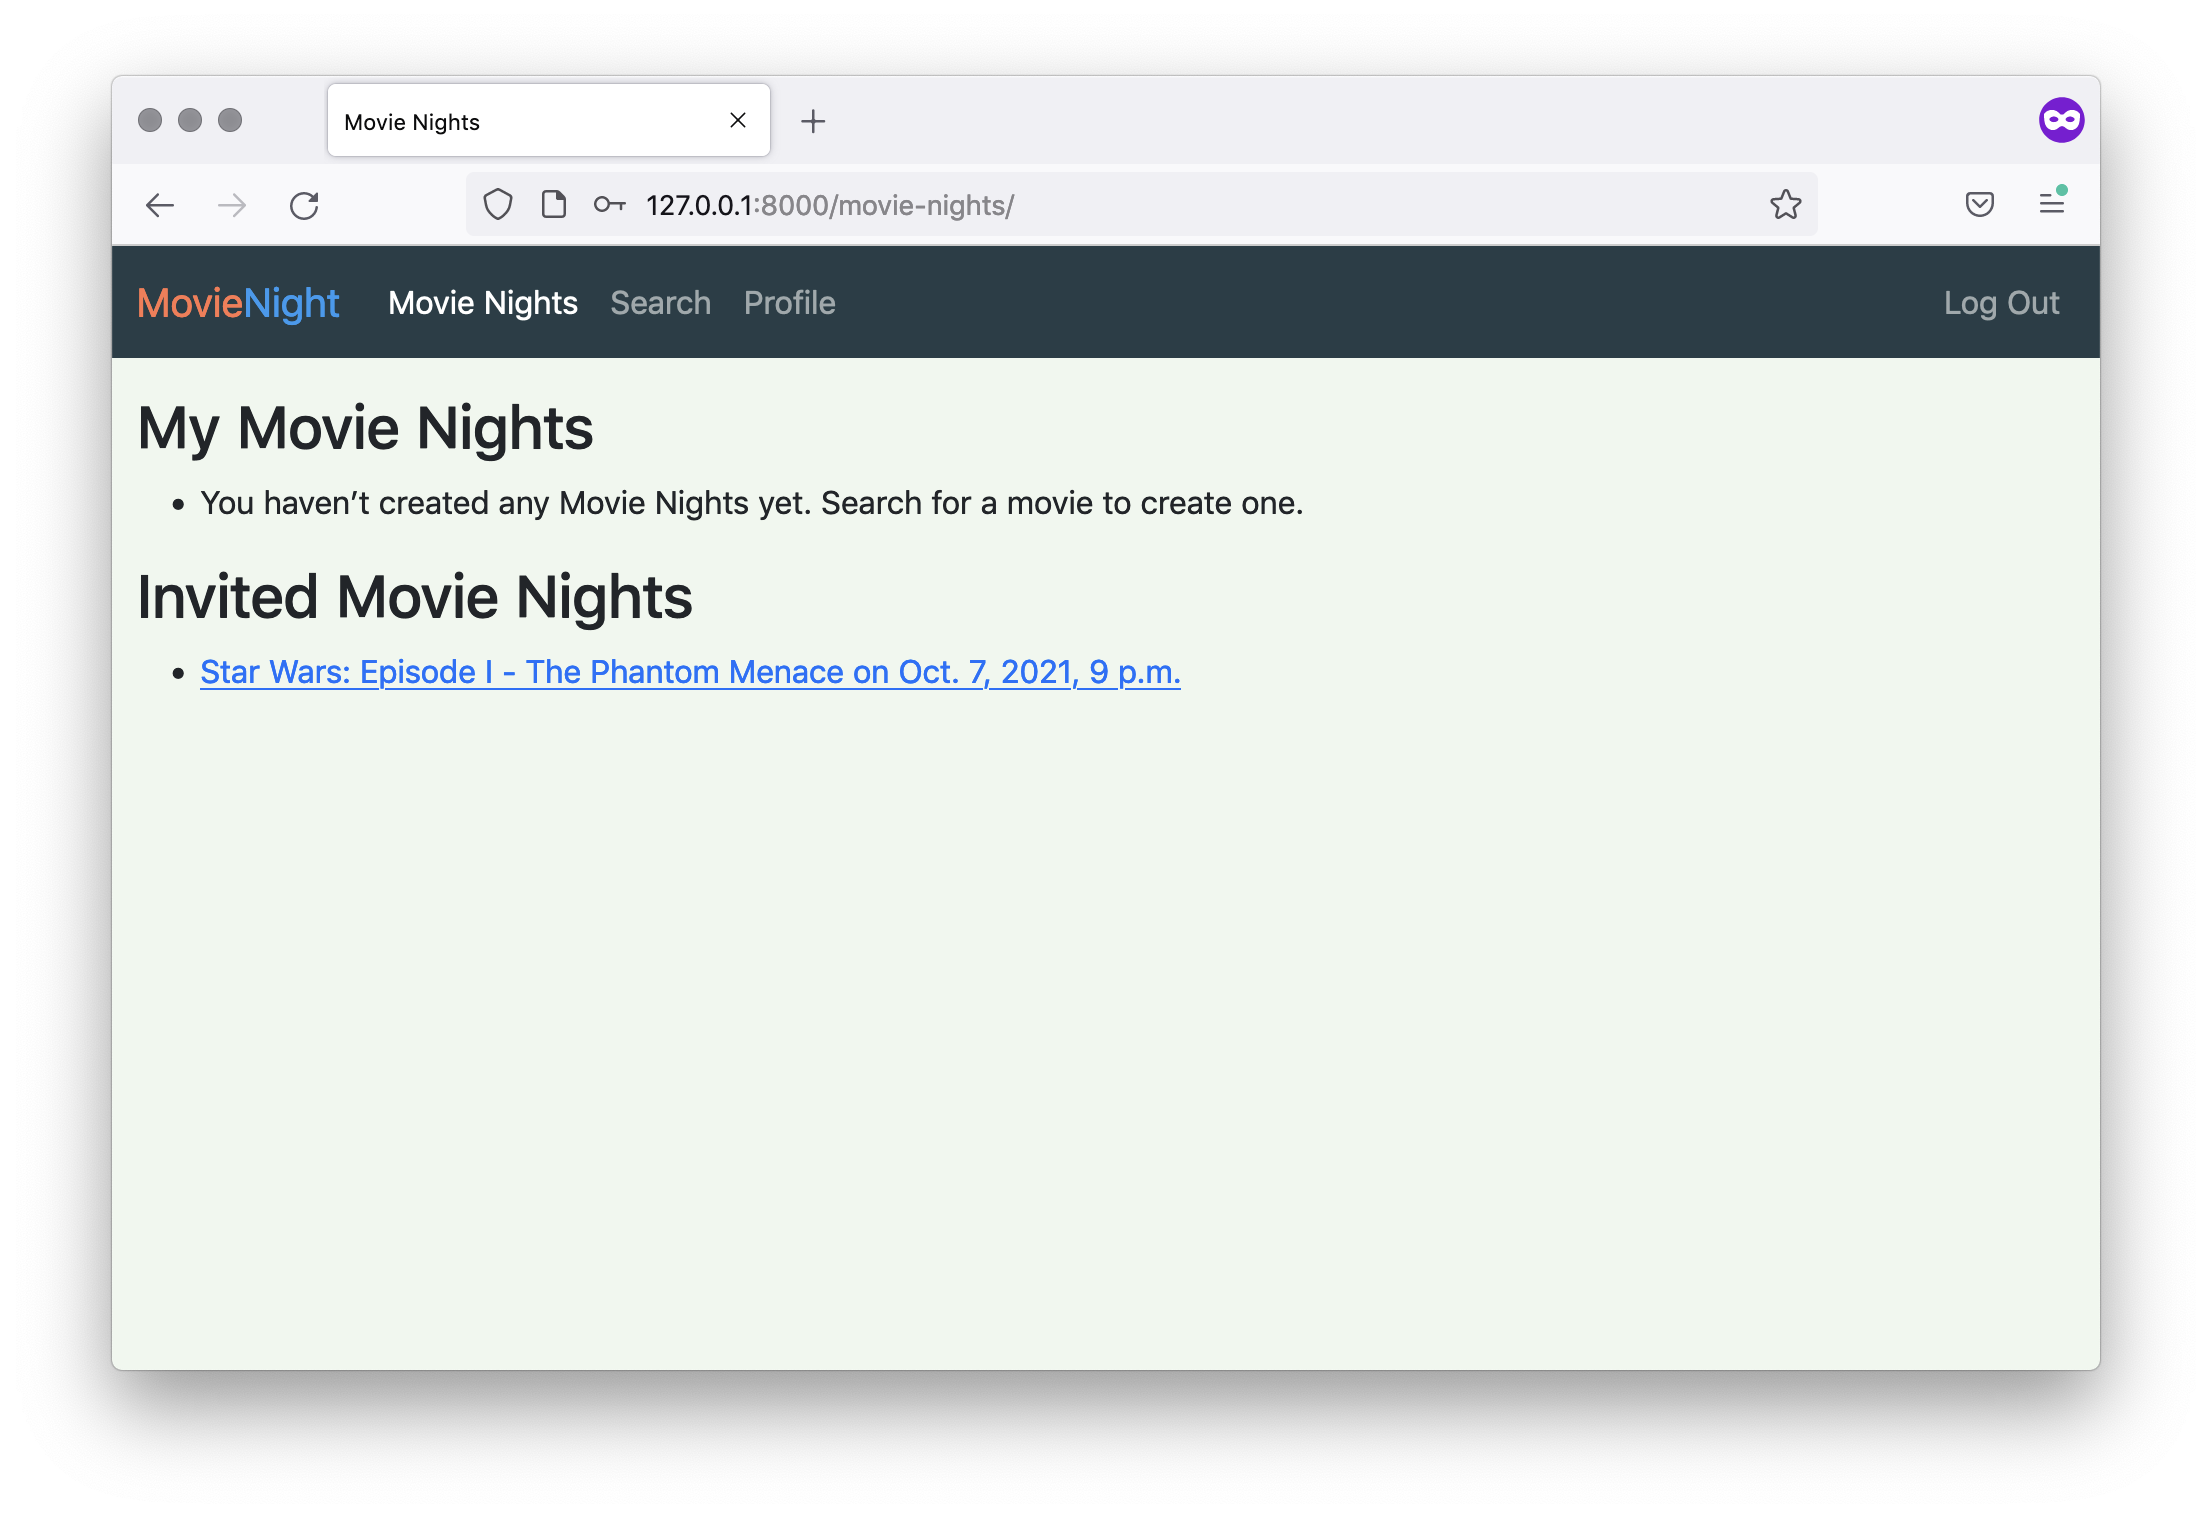 Movie Nights
127.0.0.1:8000/movie-nights/
MovieNight Movie Nights Search Profile Log Out
My Movie Nights
• You haven’t created any Movie Nights yet. Search for a movie to create one.
Invited Movie Nights
• Star Wars: Episode I - The Phantom Menace on Oct. 7, 2021, 9 p.m.